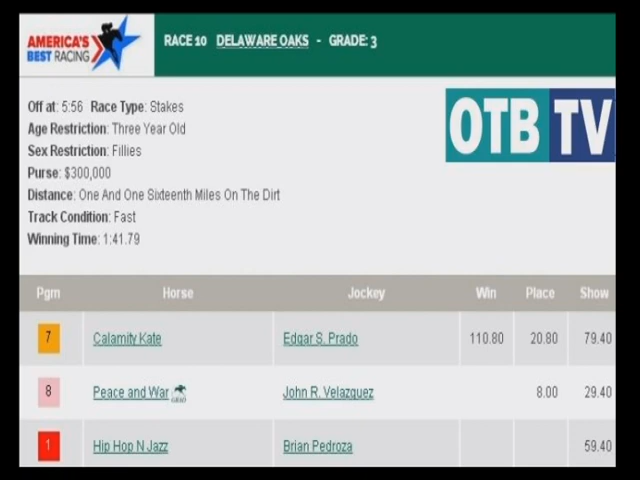 AMERICA'S
BEST RACING
RACE 10 DELAWARE OAKS - GRADE: 3
Off at: 5:56 Race Type: Stakes
Age Restriction: Three Year Old
Sex Restriction: Fillies
Purse: $300,000
Distance: One And One Sixteenth Miles On The Dirt
Track Condition: Fast
Winning Time: 1:41.79
OTB TV
Pgm Horse Jockey Win Place Show
7 Calamity Kate Edgar S. Prado 110.80 20.80 79.40
8 Peace and War John R. Velazquez 8.00 29.40
1 Hip Hop N Jazz Brian Pedroza 59.40